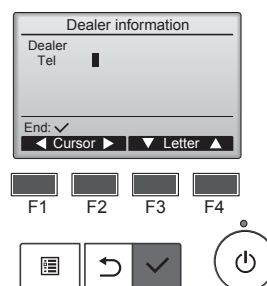 Dealer information
Dealer
Tel
End: ✓
◀ Cursor ▶ ▼ Letter ▲
F1 F2 F3 F4